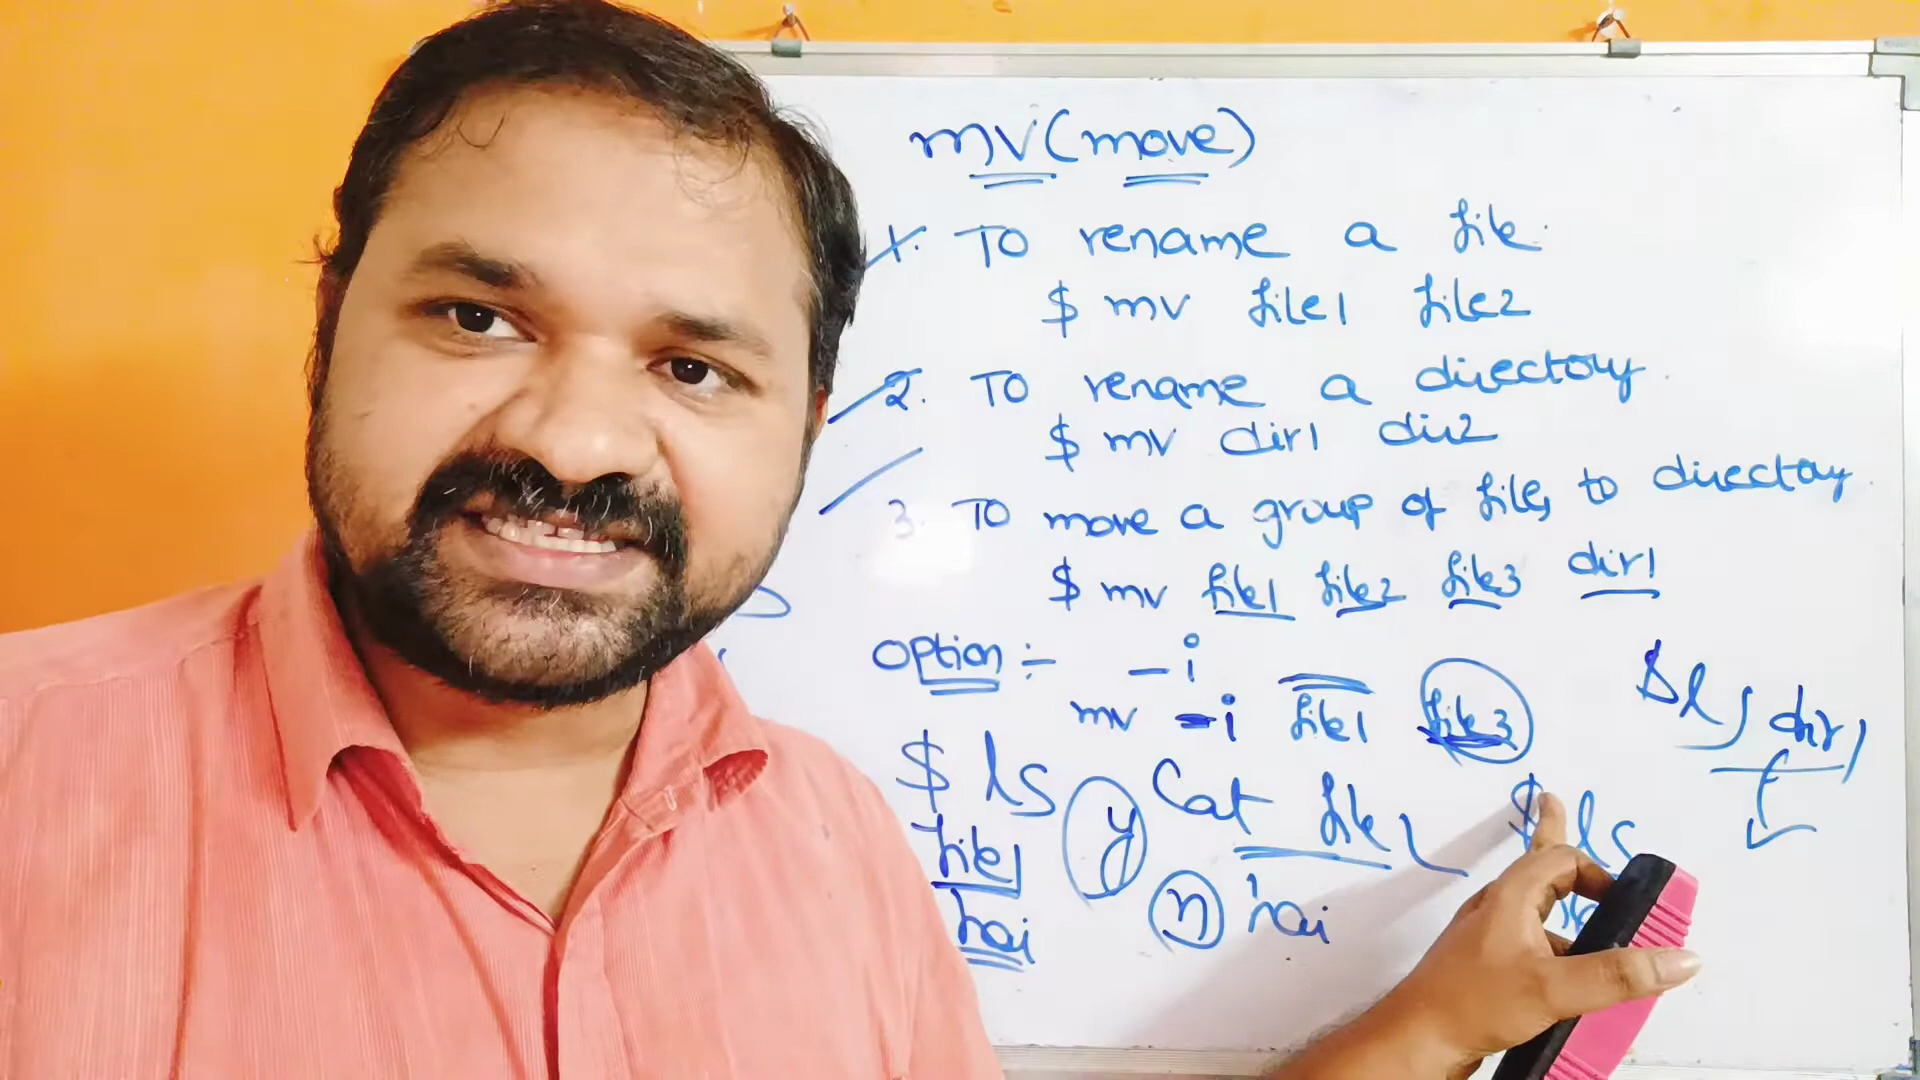 mv (move)
1. To rename a file.
$ mv file1 file2
2. To rename a directory.
$ mv dir1 dir2
3. To move a group of files to directory.
$ mv file1 file2 file3 dir1
Option :- -i
mv -i file1 file3
$ ls dir1
$ ls
y
Cat file1
$ ls
file1
n
hai
hai